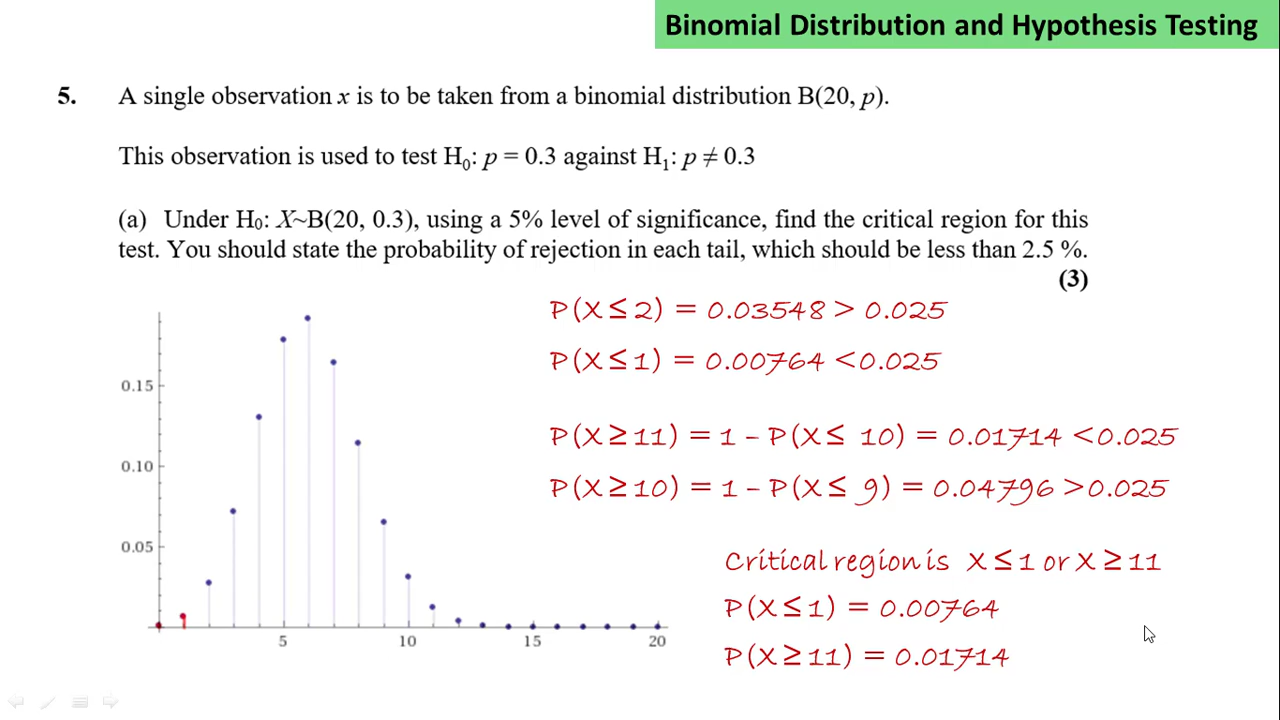 Binomial Distribution and Hypothesis Testing
5. A single observation x is to be taken from a binomial distribution B(20, p).
This observation is used to test H₀: p = 0.3 against H₁: p ≠ 0.3
(a) Under H₀: X~B(20, 0.3), using a 5% level of significance, find the critical region for this
test. You should state the probability of rejection in each tail, which should be less than 2.5 %.
(3)
P(X ≤ 2) = 0.03548 > 0.025
P(X ≤ 1) = 0.00764 < 0.025
P(X ≥ 11) = 1 – P(X ≤ 10) = 0.01714 < 0.025
P(X ≥ 10) = 1 – P(X ≤ 9) = 0.04796 > 0.025
Critical region is X ≤ 1 or X ≥ 11
P(X ≤ 1) = 0.00764
P(X ≥ 11) = 0.01714
0.15
0.10
0.05
5 10 15 20